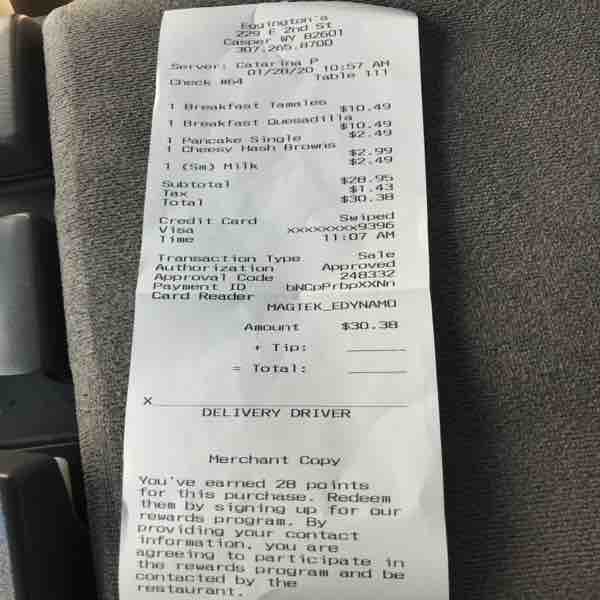 Eggington's
229 E 2nd St
Casper WY 82601
307.265.8700
Server: Catarina P
01/28/20 10:57 AM
Check #64 Table 111
1 Breakfast Tamales $10.49
1 Breakfast Quesadilla $10.49
1 Pancake Single $2.49
1 Cheesy Hash Browns $2.99
1 (Sm) Milk $2.49
Subtotal $28.95
Tax $1.43
Total $30.38
Credit Card Swiped
Visa xxxxxxxx9396
Time 11:07 AM
Transaction Type Sale
Authorization Approved
Approval Code 248332
Payment ID bNCpPrbpXXNn
Card Reader
MAGTEK_EDYNAMO
Amount $30.38
+ Tip:
= Total:
X
DELIVERY DRIVER
Merchant Copy
You've earned 28 points
for this purchase. Redeem
them by signing up for our
rewards program. By
providing your contact
information, you are
agreeing to participate in
the rewards program and be
contacted by the
restaurant.